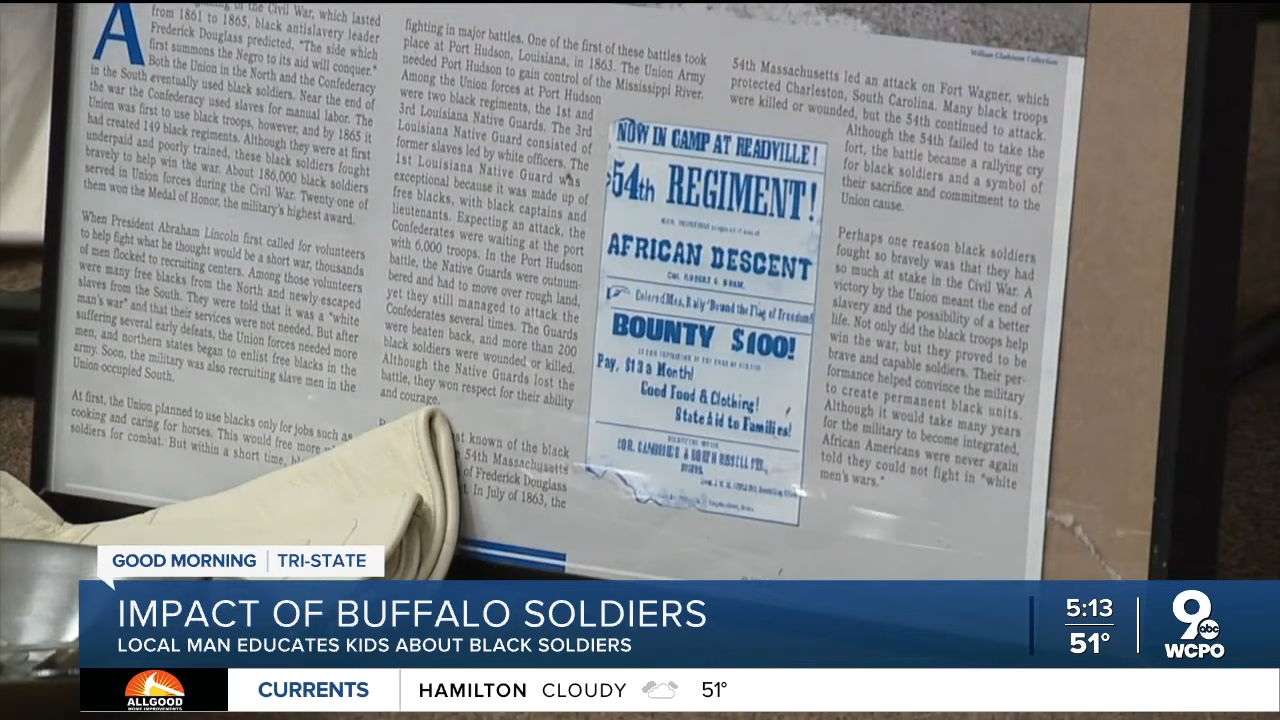 A
of the Civil War, which lasted
from 1861 to 1865, black antislavery leader
Frederick Douglass predicted, "The side which
first summons the Negro to its aid will conquer."
Both the Union in the North and the Confederacy
in the South eventually used black soldiers. Near the end of
the war the Confederacy used slaves for manual labor. The
Union was first to use black troops, however, and by 1865 it
had created 149 black regiments. Although they were at first
underpaid and poorly trained, these black soldiers fought
bravely to help win the war. About 186,000 black soldiers
served in Union forces during the Civil War. Twenty-one of
them won the Medal of Honor, the military's highest award.
When President Abraham Lincoln first called for volunteers
to help fight what he thought would be a short war, thousands
of men flocked to recruiting centers. Among those volunteers
were many free blacks from the North and newly-escaped
slaves from the South. They were told that it was a "white
man's war" and that their services were not needed. But after
suffering several early defeats, the Union forces needed more
men, and northern states began to enlist free blacks in the
army. Soon, the military was also recruiting slave men in the
Union-occupied South.
At first, the Union planned to use blacks only for jobs such as
cooking and caring for horses. This would free more
soldiers for combat. But within a short time,
fighting in major battles. One of the first of these battles took
place at Port Hudson, Louisiana, in 1863. The Union Army
needed Port Hudson to gain control of the Mississippi River.
Among the Union forces at Port Hudson
were two black regiments, the 1st and
3rd Louisiana Native Guards. The 3rd
Louisiana Native Guard consisted of
former slaves led by white officers. The
1st Louisiana Native Guard was
exceptional because it was made up of
free blacks, with black captains and
lieutenants. Expecting an attack, the
Confederates were waiting at the port
with 6,000 troops. In the Port Hudson
battle, the Native Guards were outnum-
bered and had to move over rough land,
yet they still managed to attack the
Confederates several times. The Guards
were beaten back, and more than 200
black soldiers were wounded or killed.
Although the Native Guards lost the
battle, they won respect for their ability
and courage.
st known of the black
54th Massachusetts
of Frederick Douglass
t. In July of 1863, the
William Gladstone Collection
54th Massachusetts led an attack on Fort Wagner, which
protected Charleston, South Carolina. Many black troops
were killed or wounded, but the 54th continued to attack.
Although the 54th failed to take the
fort, the battle became a rallying cry
for black soldiers and a symbol of
their sacrifice and commitment to the
Union cause.
Perhaps one reason black soldiers
fought so bravely was that they had
so much at stake in the Civil War. A
victory by the Union meant the end of
slavery and the possibility of a better
life. Not only did the black troops help
win the war, but they proved to be
brave and capable soldiers. Their per-
formance helped convince the military
to create permanent black units.
Although it would take many years
for the military to become integrated,
African Americans were never again
told they could not fight in "white
men's wars."
NOW IN CAMP AT READVILLE!
54th REGIMENT!
AFRICAN DESCENT
COL. ROBERT G. SHAW.
Colored Men, Rally 'Round the Flag of Freedom!
BOUNTY $100!
Pay, $13 a Month!
Good Food & Clothing!
State Aid to Families!
COR. CAMBRIDGE & NORTH RUSSELL STS.,
GOOD MORNING | TRI-STATE
IMPACT OF BUFFALO SOLDIERS
LOCAL MAN EDUCATES KIDS ABOUT BLACK SOLDIERS
5:13
51°
9 abc
WCPO
ALLGOOD
HOME IMPROVEMENTS
CURRENTS
HAMILTON CLOUDY 51°